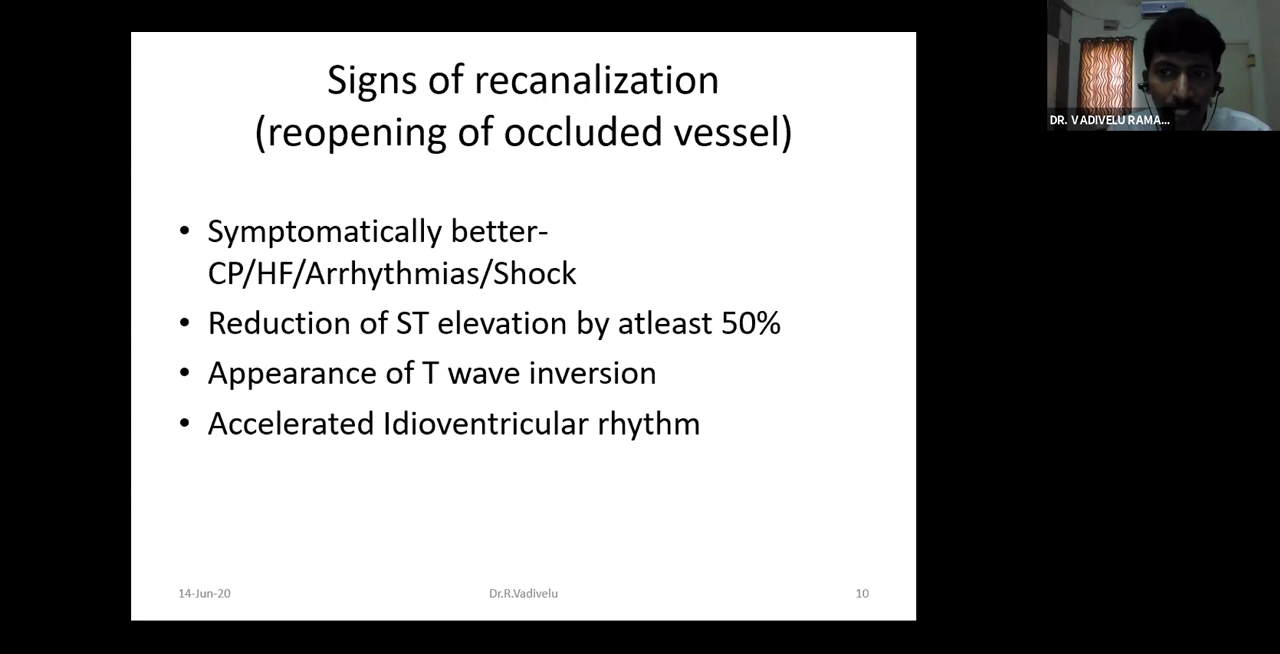 Signs of recanalization
(reopening of occluded vessel)
• Symptomatically better-
CP/HF/Arrhythmias/Shock
• Reduction of ST elevation by atleast 50%
• Appearance of T wave inversion
• Accelerated Idioventricular rhythm
14-Jun-20
Dr.R.Vadivelu
10
DR. VADIVELU RAMA...